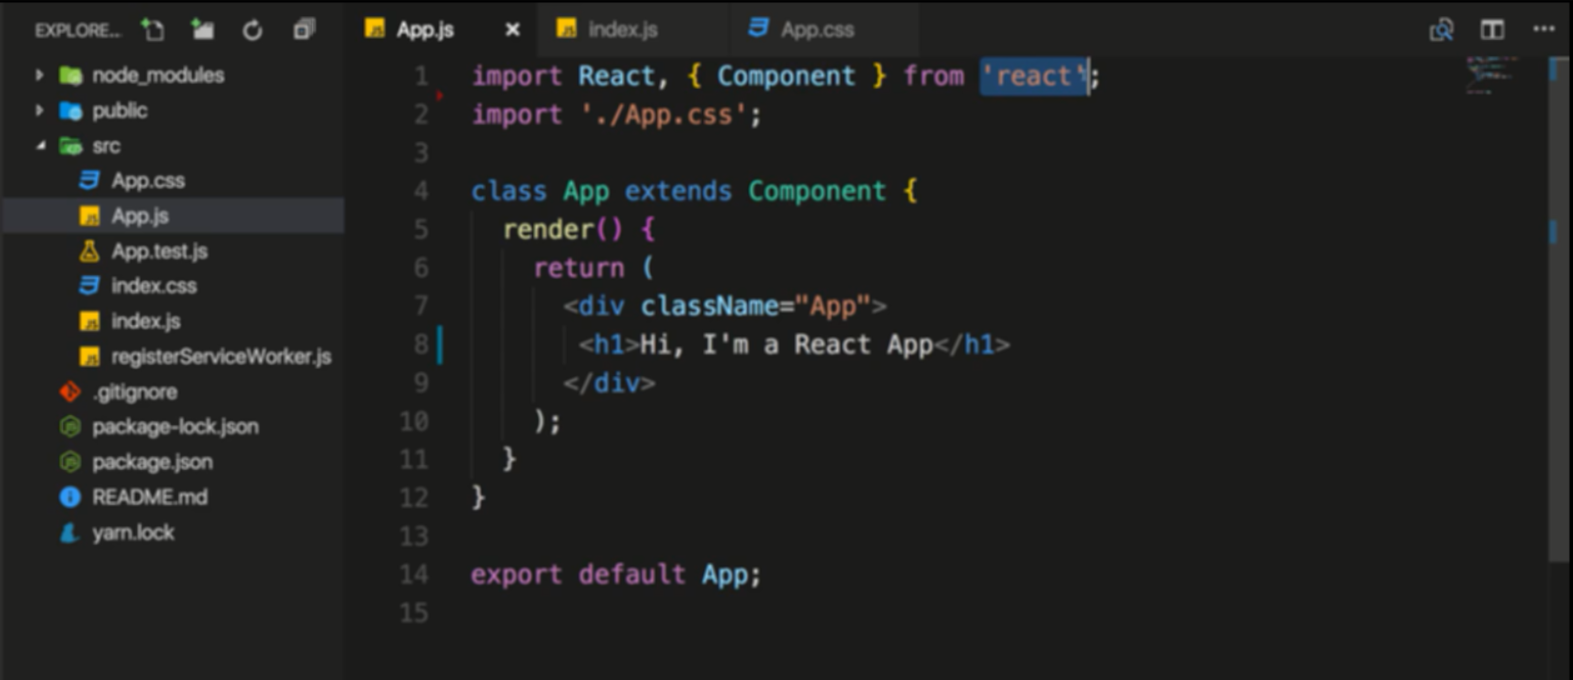 EXPLORE...
App.js
index.js
App.css
node_modules
public
src
App.css
App.js
App.test.js
index.css
index.js
registerServiceWorker.js
.gitignore
package-lock.json
package.json
README.md
yarn.lock
1 import React, { Component } from 'react';
2 import './App.css';
3
4 class App extends Component {
5 render() {
6 return (
7 <div className="App">
8 <h1>Hi, I'm a React App</h1>
9 </div>
10 );
11 }
12 }
13
14 export default App;
15